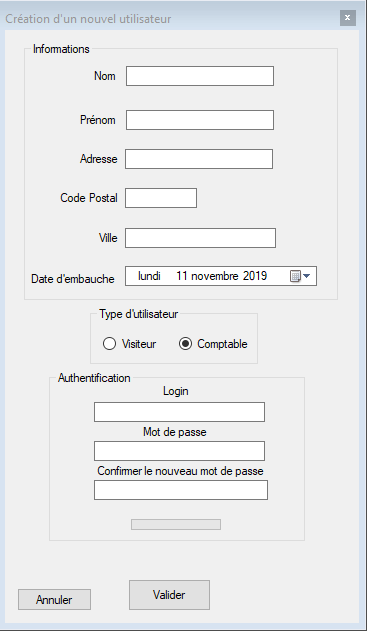 Création d'un nouvel utilisateur
x
Informations
Nom
Prénom
Adresse
Code Postal
Ville
Date d'embauche lundi 11 novembre 2019
Type d'utilisateur
Visiteur Comptable
Authentification
Login
Mot de passe
Confirmer le nouveau mot de passe
Annuler Valider